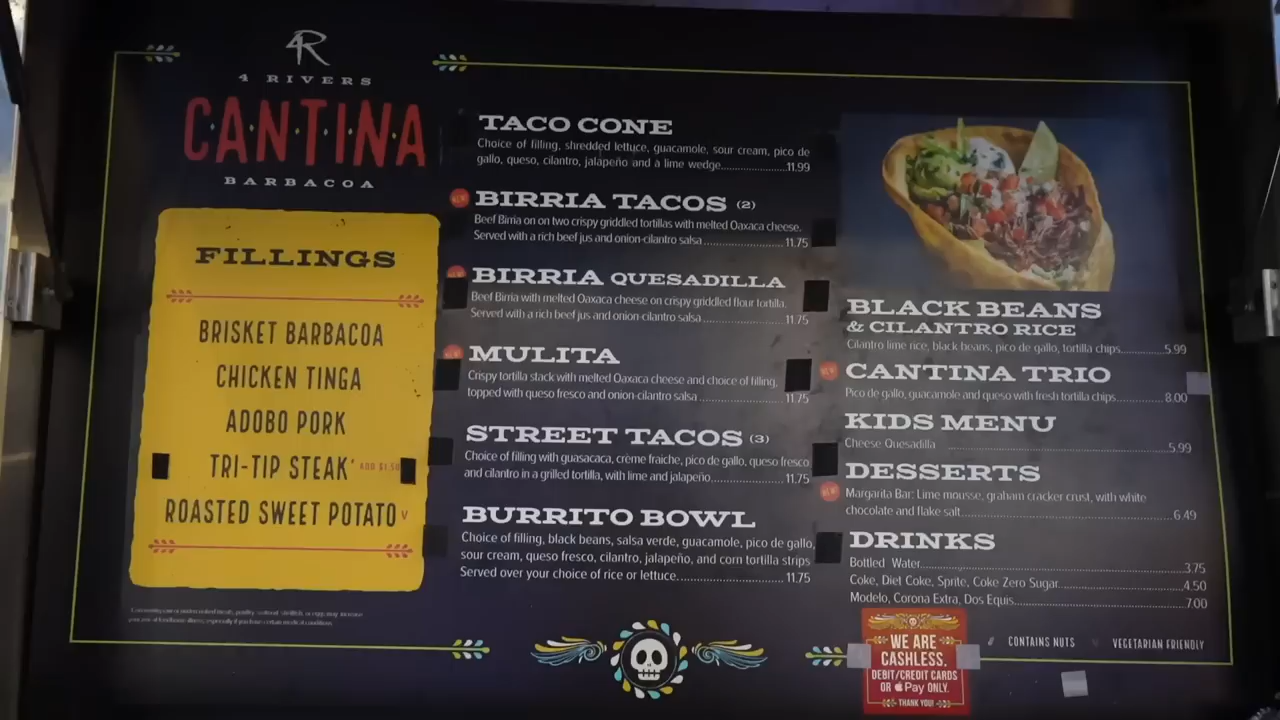 4R
4 RIVERS
CANTINA
BARBACOA
FILLINGS
BRISKET BARBACOA
CHICKEN TINGA
ADOBO PORK
TRI-TIP STEAK* ADD $1.50
ROASTED SWEET POTATO V
TACO CONE
Choice of filling, shredded lettuce, guacamole, sour cream, pico de
gallo, queso, cilantro, jalapeño and a lime wedge......................11.99
BIRRIA TACOS (2)
Beef Birria on on two crispy griddled tortillas with melted Oaxaca cheese.
Served with a rich beef jus and onion-cilantro salsa......................11.75
BIRRIA QUESADILLA
Beef Birria with melted Oaxaca cheese on crispy griddled flour tortilla.
Served with a rich beef jus and onion-cilantro salsa......................11.75
MULITA
Crispy tortilla stack with melted Oaxaca cheese and choice of filling,
topped with queso fresco and onion-cilantro salsa......................11.75
STREET TACOS (3)
Choice of filling with guasacaca, crème fraiche, pico de gallo, queso fresco
and cilantro in a grilled tortilla, with lime and jalapeño......................11.75
BURRITO BOWL
Choice of filling, black beans, salsa verde, guacamole, pico de gallo,
sour cream, queso fresco, cilantro, jalapeño, and corn tortilla strips
Served over your choice of rice or lettuce......................11.75
BLACK BEANS
& CILANTRO RICE
Cilantro lime rice, black beans, pico de gallo, tortilla chips......................5.99
CANTINA TRIO
Pico de gallo, guacamole and queso with fresh tortilla chips......................8.00
KIDS MENU
Cheese Quesadilla ......................5.99
DESSERTS
Margarita Bar: Lime mousse, graham cracker crust, with white
chocolate and flake salt......................6.49
DRINKS
Bottled Water......................3.75
Coke, Diet Coke, Sprite, Coke Zero Sugar......................4.50
Modelo, Corona Extra, Dos Equis......................7.00
CONTAINS NUTS V VEGETARIAN FRIENDLY
WE ARE
CASHLESS.
DEBIT/CREDIT CARDS
OR Pay ONLY.
THANK YOU!